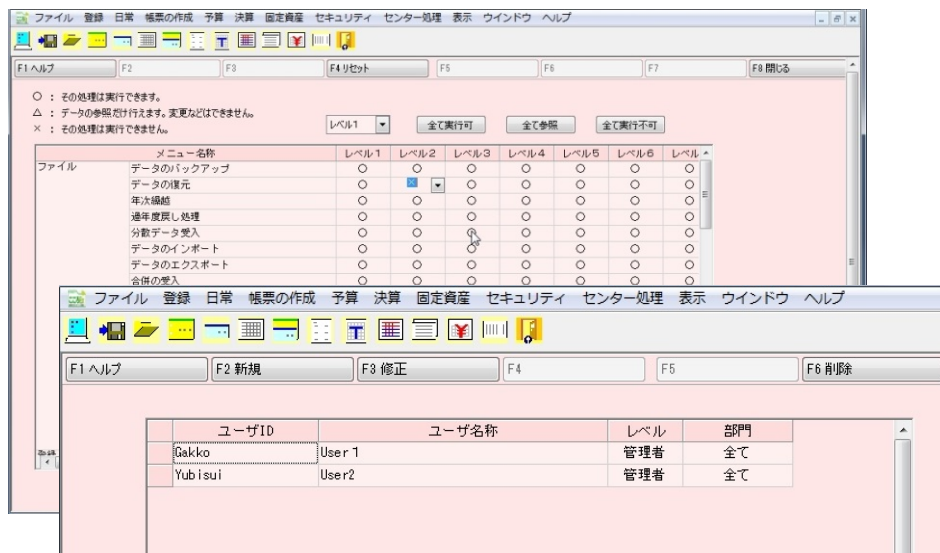 ファイル 登録 日常 帳票の作成 予算 決算 固定資産 セキュリティ センター処理 表示 ウインドウ ヘルプ
F1 ヘルプ F2 F3 F4 リセット F5 F6 F7 F8 閉じる
○ : その処理は実行できます。
△ : データの参照だけ行えます。変更などはできません。
× : その処理は実行できません。
レベル1 全て実行可 全て参照 全て実行不可
メニュー名称 レベル1 レベル2 レベル3 レベル4 レベル5 レベル6 レベル
ファイル データのバックアップ ○ ○ ○ ○ ○ ○ ○
データの復元 ○ × ○ ○ ○ ○ ○
年次繰越 ○ ○ ○ ○ ○ ○ ○
過年度戻し処理 ○ ○ ○ ○ ○ ○ ○
分散データ受入 ○ ○ ○ ○ ○ ○ ○
データのインポート ○ ○ ○ ○ ○ ○ ○
データのエクスポート ○ ○ ○ ○ ○ ○ ○
合併の受入 ○ ○ ○ ○ ○ ○ ○
ファイル 登録 日常 帳票の作成 予算 決算 固定資産 セキュリティ センター処理 表示 ウインドウ ヘルプ
F1 ヘルプ F2 新規 F3 修正 F4 F5 F6 削除
ユーザID ユーザ名称 レベル 部門
Gakko User 1 管理者 全て
Yubisui User2 管理者 全て